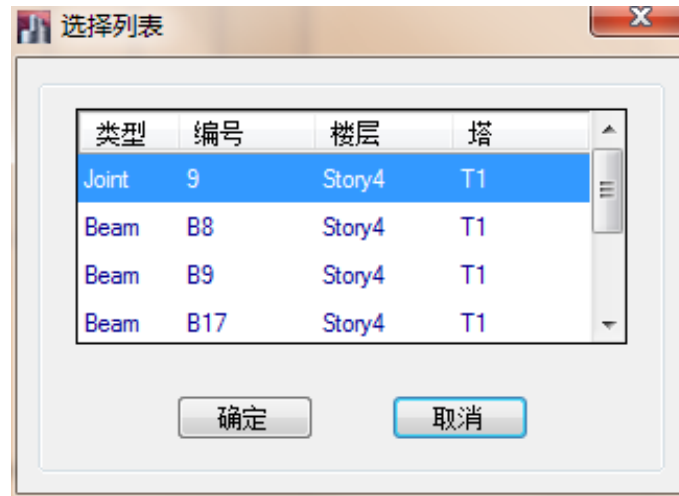 选择列表
类型 编号 楼层 塔
Joint 9 Story4 T1
Beam B8 Story4 T1
Beam B9 Story4 T1
Beam B17 Story4 T1
确定 取消